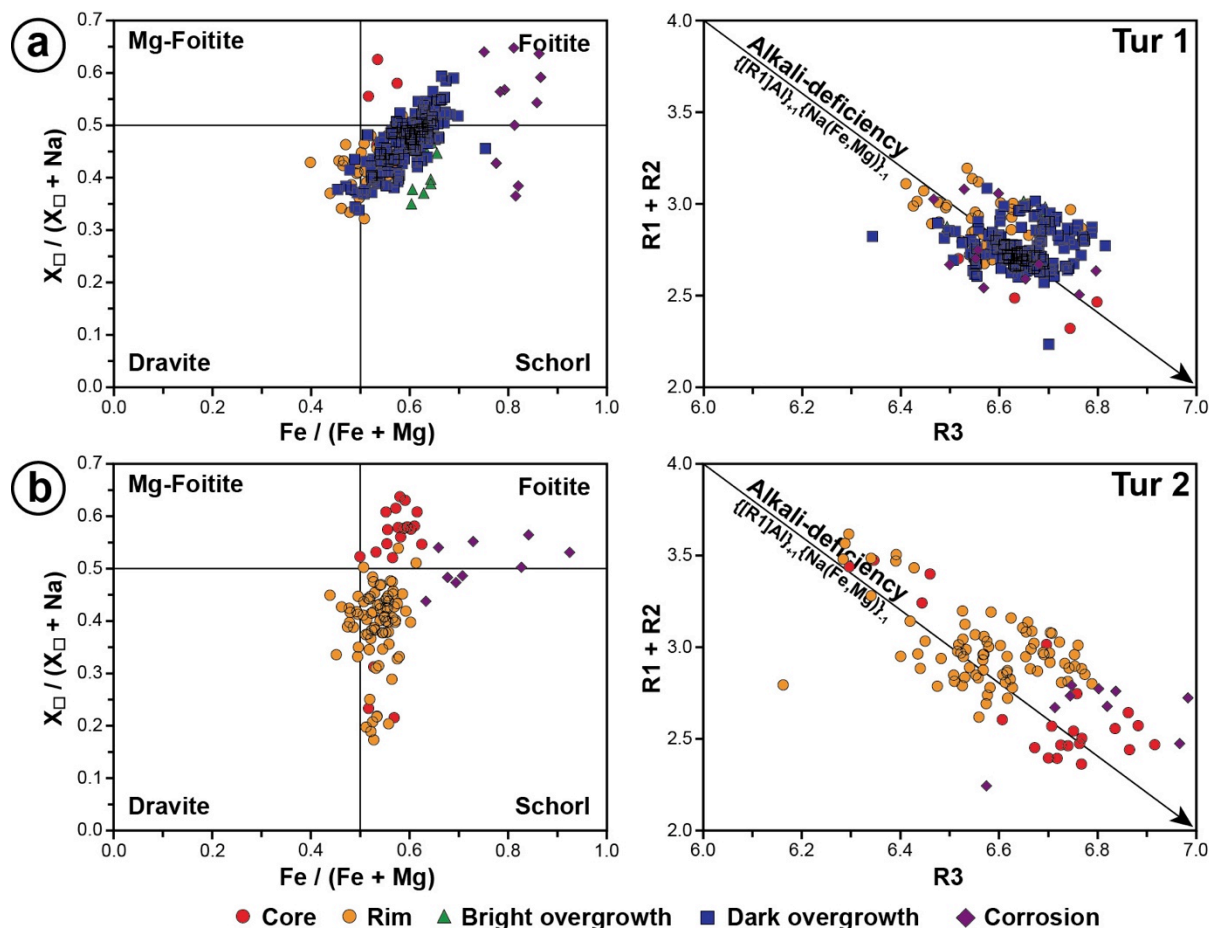 a
0.7
0.6
0.5
0.4
0.3
0.2
0.1
0.0
X□ / (X□ + Na)
Mg-Foitite
Foitite
Dravite
Schorl
0.0 0.2 0.4 0.6 0.8 1.0
Fe / (Fe + Mg)
Tur 1
4.0
3.5
3.0
2.5
2.0
R1 + R2
Alkali-deficiency
{[R1]Al}+1{Na(Fe,Mg)}-1
6.0 6.2 6.4 6.6 6.8 7.0
R3
b
0.7
0.6
0.5
0.4
0.3
0.2
0.1
0.0
X□ / (X□ + Na)
Mg-Foitite
Foitite
Dravite
Schorl
0.0 0.2 0.4 0.6 0.8 1.0
Fe / (Fe + Mg)
Tur 2
4.0
3.5
3.0
2.5
2.0
R1 + R2
Alkali-deficiency
{[R1]Al}+1{Na(Fe,Mg)}-1
6.0 6.2 6.4 6.6 6.8 7.0
R3
Core Rim Bright overgrowth Dark overgrowth Corrosion